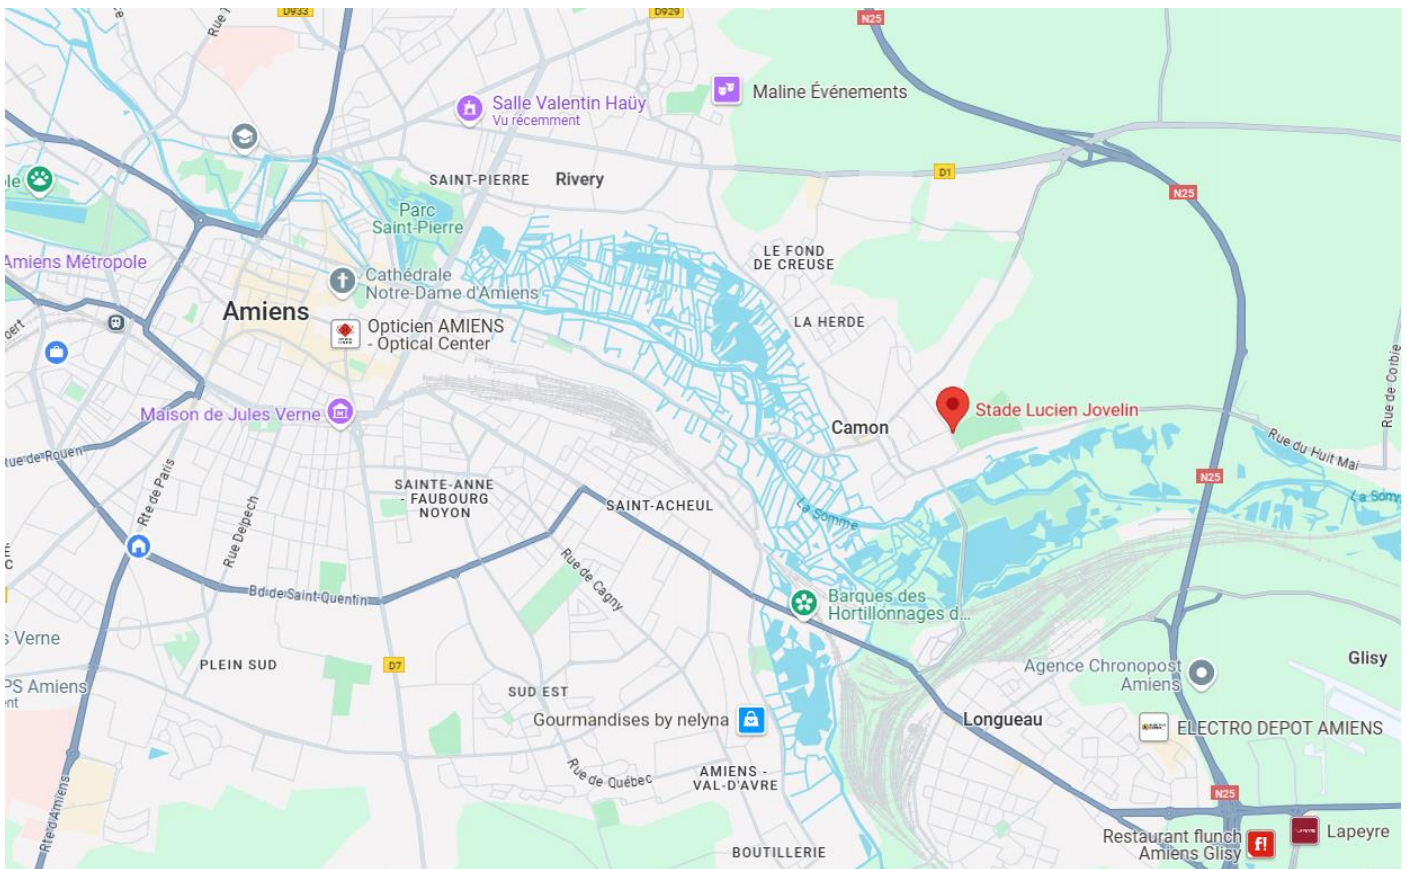 D933
D929
N25
Rue
Maline Événements
Salle Valentin Haüy
Vu récemment
D1
SAINT-PIERRE
Rivery
N25
Parc
Saint-Pierre
LE FOND
DE CREUSE
Amiens Métropole
Cathédrale
Notre-Dame d'Amiens
Amiens
LA HERDE
Opticien AMIENS
- Optical Center
Rue de Corbie
Maison de Jules Verne
Stade Lucien Jovelin
Camon
Rue du Huit Mai
Rue de Rouen
Rte de Paris
SAINTE-ANNE
- FAUBOURG
NOYON
N25
Rue Delpech
SAINT-ACHEUL
La Somme
La Somm
Rue de Cagny
Bd de Saint-Quentin
Barques des
Hortillonnages d...
s Verne
PLEIN SUD
D7
Glisy
Agence Chronopost
Amiens
PS Amiens
ent
SUD EST
Gourmandises by nelyna
Longueau
ELECTRO DEPOT AMIENS
AMIENS -
VAL-D'AVRE
Rue de Québec
N25
Rte d'Amiens
Restaurant flunch
Amiens Glisy
f!
Lapeyre
BOUTILLERIE